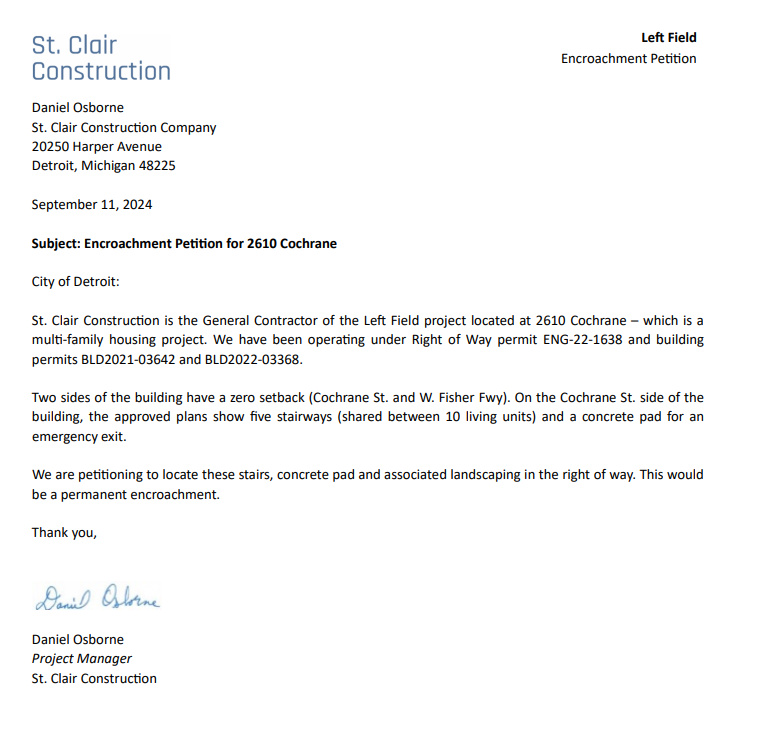 St. Clair
Construction
Left Field
Encroachment Petition
Daniel Osborne
St. Clair Construction Company
20250 Harper Avenue
Detroit, Michigan 48225
September 11, 2024
Subject: Encroachment Petition for 2610 Cochrane
City of Detroit:
St. Clair Construction is the General Contractor of the Left Field project located at 2610 Cochrane – which is a
multi-family housing project. We have been operating under Right of Way permit ENG-22-1638 and building
permits BLD2021-03642 and BLD2022-03368.
Two sides of the building have a zero setback (Cochrane St. and W. Fisher Fwy). On the Cochrane St. side of the
building, the approved plans show five stairways (shared between 10 living units) and a concrete pad for an
emergency exit.
We are petitioning to locate these stairs, concrete pad and associated landscaping in the right of way. This would
be a permanent encroachment.
Thank you,
Daniel Osborne
Daniel Osborne
Project Manager
St. Clair Construction